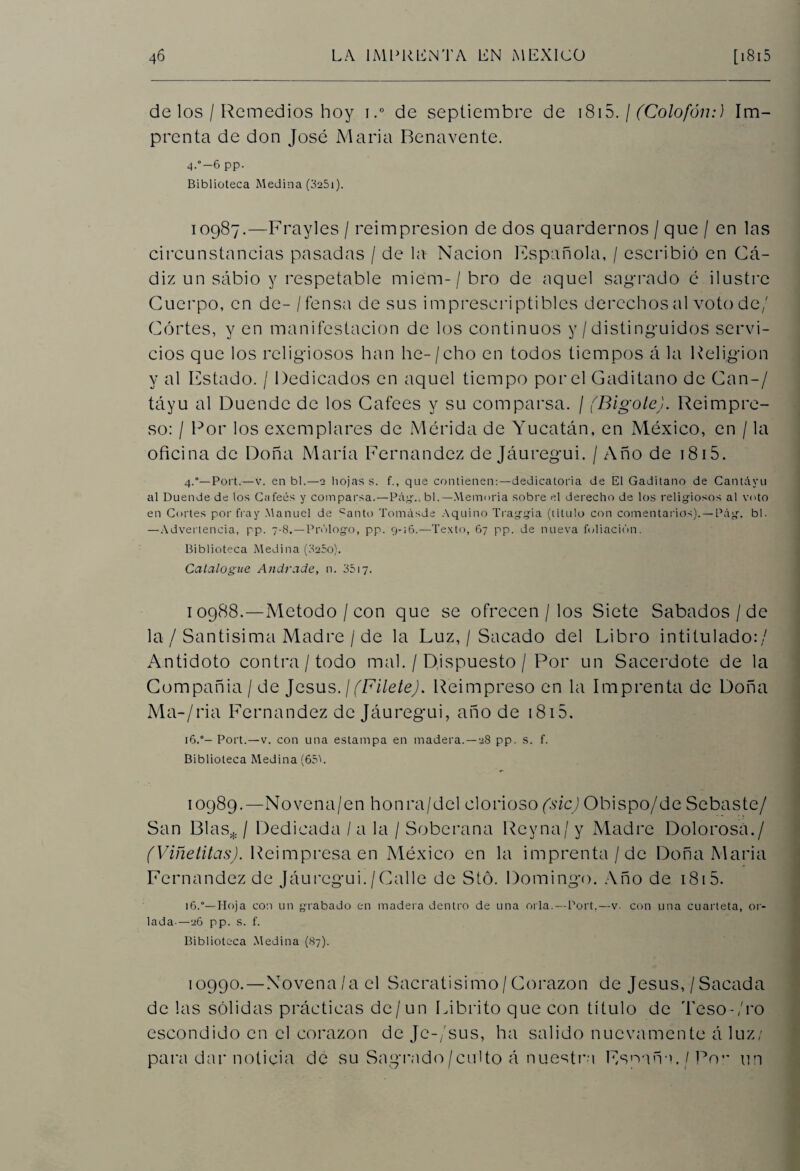 46 LA IMPRENTA EN MEXICO [1815
de los / Remedios hoy 1.º de septiembre de 1815. / (Colofón:) Im-
prenta de don José Maria Benavente.
4.º—6 pp.
Biblioteca Medina (3251).
10987.—Frayles / reimpresion de dos quardernos / que / en las
circunstancias pasadas / de la Nacion Española, / escribió en Cá-
diz un sábio y respetable miem- / bro de aquel sagrado é ilustre
Cuerpo, en de- / fensa de sus imprescriptibles derechos al voto de /
Córtes, y en manifestacion de los continuos y / distinguidos servi-
cios que los religiosos han he- / cho en todos tiempos á la Religion
y al Estado. / Dedicados en aquel tiempo por el Gaditano de Can- /
táyu al Duende de los Cafees y su comparsa. / (Bigote). Reimpre-
so: / Por los exemplares de Mérida de Yucatán, en México, en / la
oficina de Doña María Fernandez de Jáuregui. / Año de 1815.
4.º—Port.—v. en bl.—2 hojas s. f., que contienen:—dedicatoria de El Gaditano de Cantáyu
al Duende de los Cafeés y comparsa.—Pág. bl.—Memoria sobre el derecho de los religiosos al voto
en Cortes por fray Manuel de Santo Tomásde Aquino Traggia (título con comentarios).—Pág. bl.
—Advertencia, pp. 7-8.—Prólogo, pp. 9-16.—Texto, 67 pp. de nueva foliación.
Biblioteca Medina (3250).
Catalogue Andrade, n. 3517.
10988.—Metodo / con que se ofrecen / los Siete Sabados / de
la / Santisima Madre / de la Luz, / Sacado del Libro intitulado: /
Antidoto contra / todo mal. / Dispuesto / Por un Sacerdote de la
Compañia / de Jesus. / (Filete). Reimpreso en la Imprenta de Doña
Ma- / ria Fernandez de Jáuregui, año de 1815.
16.º—Port.—v. con una estampa en madera.—28 pp. s. f.
Biblioteca Medina (65).
10989.—Novena/en honra/del clorioso (sic) Obispo/de Sebaste/
San Blas* / Dedicada / a la / Soberana Reyna / y Madre Dolorosa. /
(Viñetitas). Reimpresa en México en la imprenta / de Doña Maria
Fernandez de Jáuregui. / Calle de Stô. Domingo. Año de 1815.
16.º—Hoja con un grabado en madera dentro de una orla.—Port.—v. con una cuarteta, or-
lada.—26 pp. s. f.
Biblioteca Medina (87).
10990.—Novena / a el Sacratisimo / Corazon de Jesus, / Sacada
de las sólidas prácticas de / un Librito que con título de Teso- / ro
escondido en el corazon de Je- / sus, ha salido nuevamente á luz /
para dar noticia de su Sagrado / culto á nuestra España. / Por un